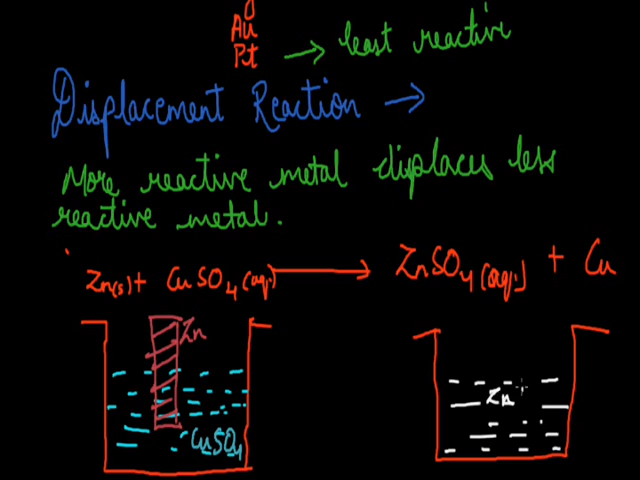 Au
Pt → least reactive
Displacement Reaction →
More reactive metal displaces less
reactive metal.
Zn(s) + CuSO4(aq.) → ZnSO4(aq.) + Cu
Zn
Zn
CuSO4